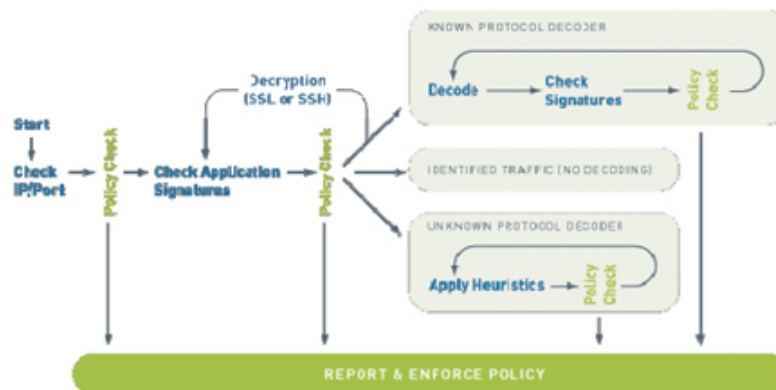 KNOWN PROTOCOL DECODER
Decode
Check
Signatures
Policy
Check
Decryption
(SSL or SSH)
Start
Check
IP/Port
Policy Check
Check Application
Signatures
Policy Check
IDENTIFIED TRAFFIC (NO DECODING)
UNKNOWN PROTOCOL DECODER
Apply Heuristics
Policy
Check
REPORT & ENFORCE POLICY